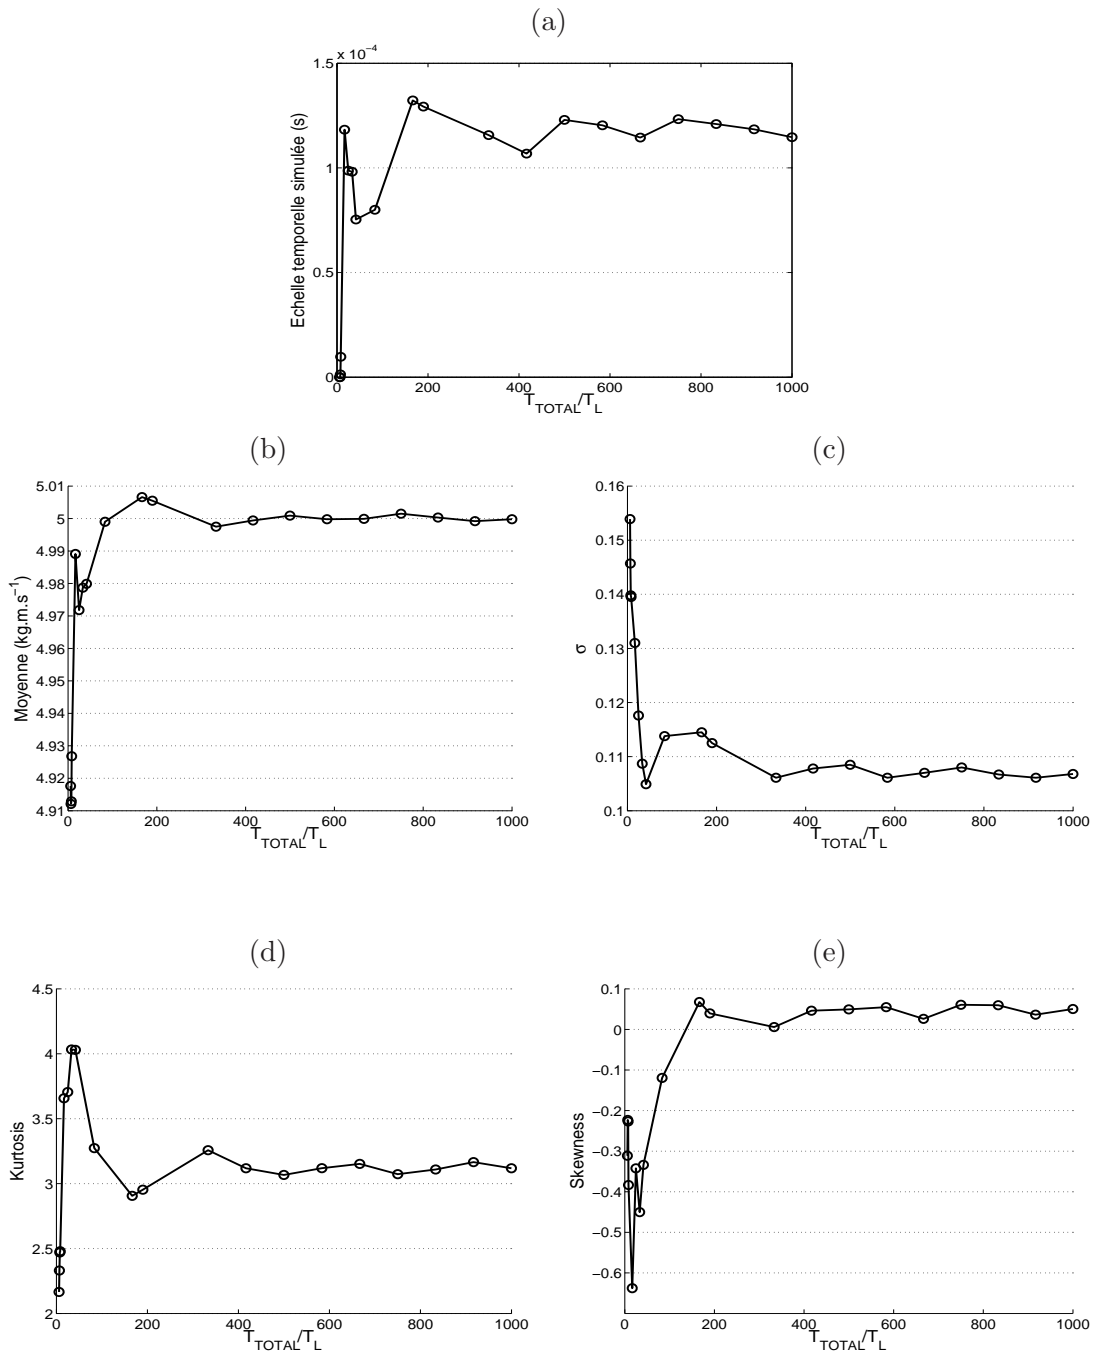 (a)
x 10⁻⁴
1.5
1
0.5
0
Echelle temporelle simulée (s)
0 200 400 600 800 1000
T_TOTAL/T_L
(b)
5.01
5
4.99
4.98
4.97
4.96
4.95
4.94
4.93
4.92
4.91
Moyenne (kg.m.s⁻¹)
0 200 400 600 800 1000
T_TOTAL/T_L
(c)
0.16
0.15
0.14
0.13
0.12
0.11
0.1
σ
0 200 400 600 800 1000
T_TOTAL/T_L
(d)
4.5
4
3.5
3
2.5
2
Kurtosis
0 200 400 600 800 1000
T_TOTAL/T_L
(e)
0.1
0
−0.1
−0.2
−0.3
−0.4
−0.5
−0.6
Skewness
0 200 400 600 800 1000
T_TOTAL/T_L